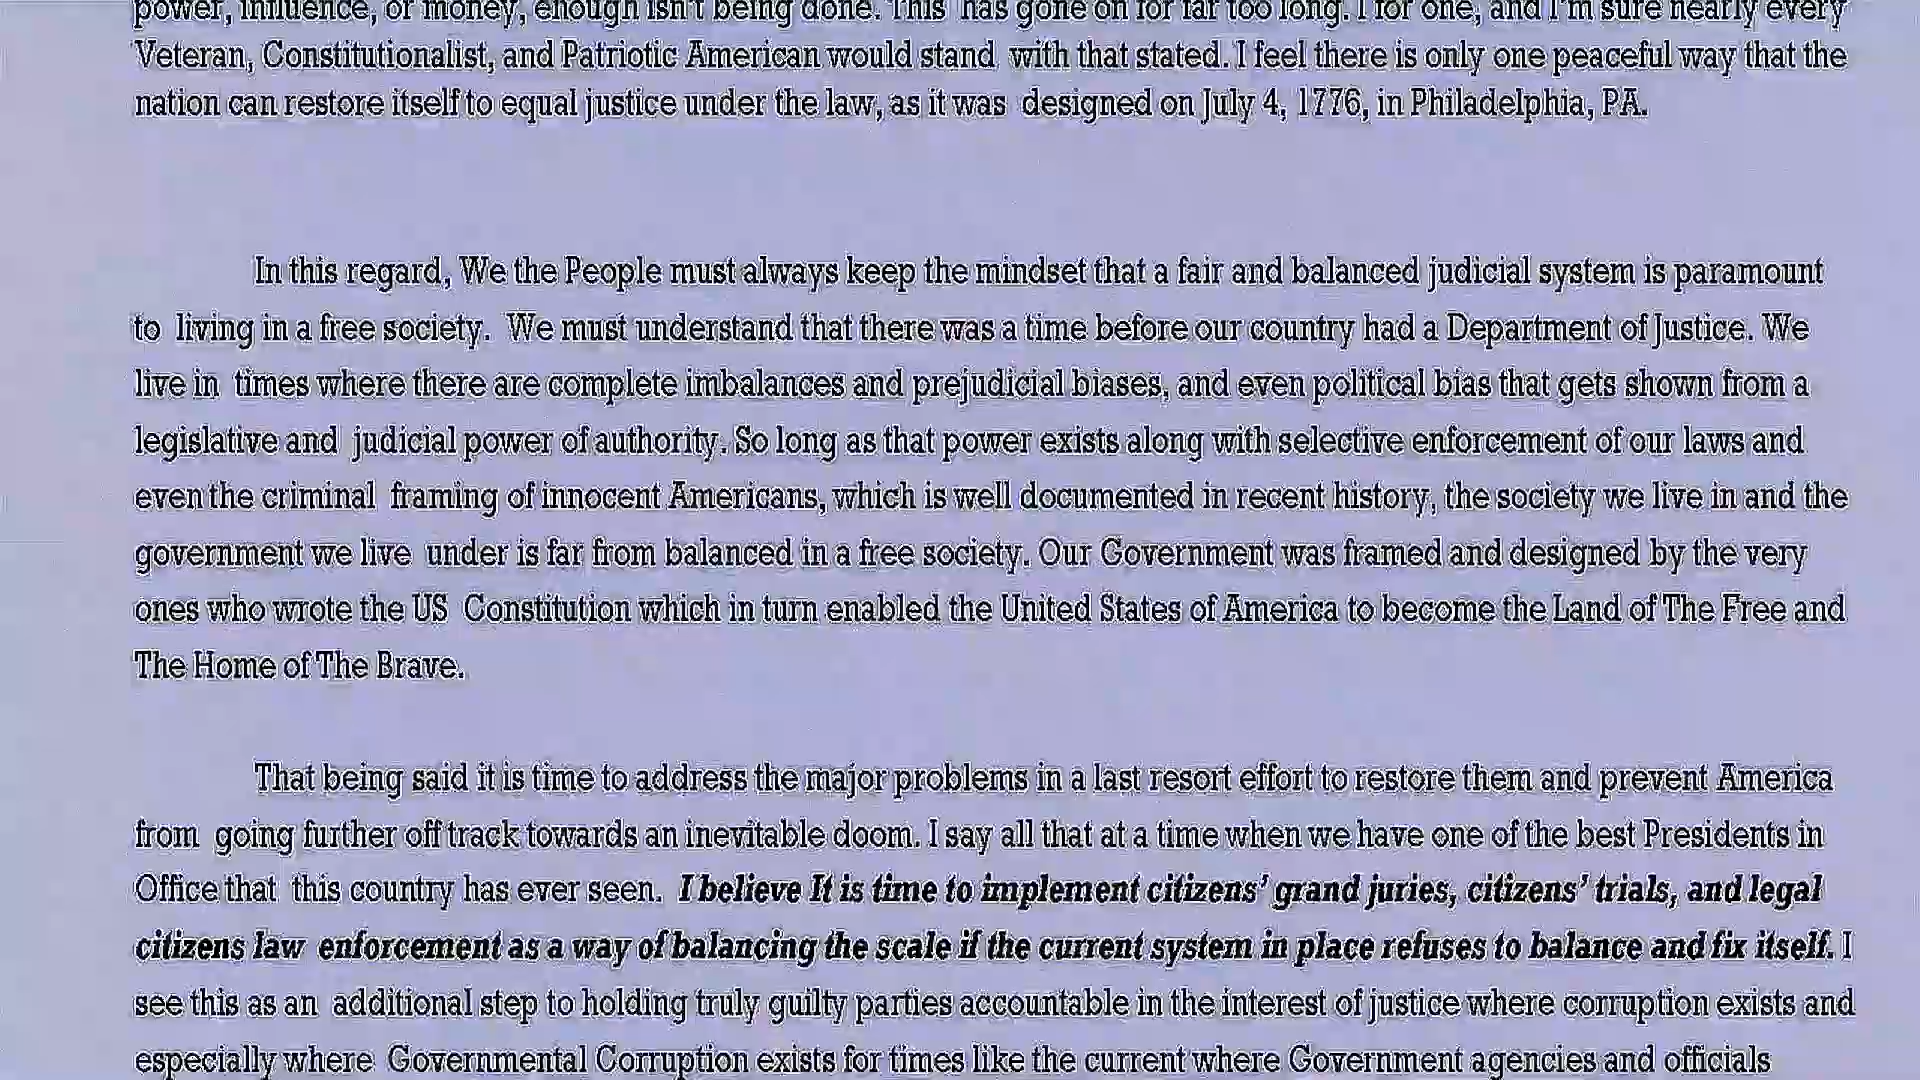 power, influence, or money, enough isn't being done. This has gone on for far too long. I for one, and I'm sure nearly every
Veteran, Constitutionalist, and Patriotic American would stand with that stated. I feel there is only one peaceful way that the
nation can restore itself to equal justice under the law, as it was designed on July 4, 1776, in Philadelphia, PA.
In this regard, We the People must always keep the mindset that a fair and balanced judicial system is paramount
to living in a free society. We must understand that there was a time before our country had a Department of Justice. We
live in times where there are complete imbalances and prejudicial biases, and even political bias that gets shown from a
legislative and judicial power of authority. So long as that power exists along with selective enforcement of our laws and
even the criminal framing of innocent Americans, which is well documented in recent history, the society we live in and the
government we live under is far from balanced in a free society. Our Government was framed and designed by the very
ones who wrote the US Constitution which in turn enabled the United States of America to become the Land of The Free and
The Home of The Brave.
That being said it is time to address the major problems in a last resort effort to restore them and prevent America
from going further off track towards an inevitable doom. I say all that at a time when we have one of the best Presidents in
Office that this country has ever seen. I believe It is time to implement citizens' grand juries, citizens' trials, and legal
citizens law enforcement as a way of balancing the scale if the current system in place refuses to balance and fix itself. I
see this as an additional step to holding truly guilty parties accountable in the interest of justice where corruption exists and
especially where Governmental Corruption exists for times like the current where Government agencies and officials